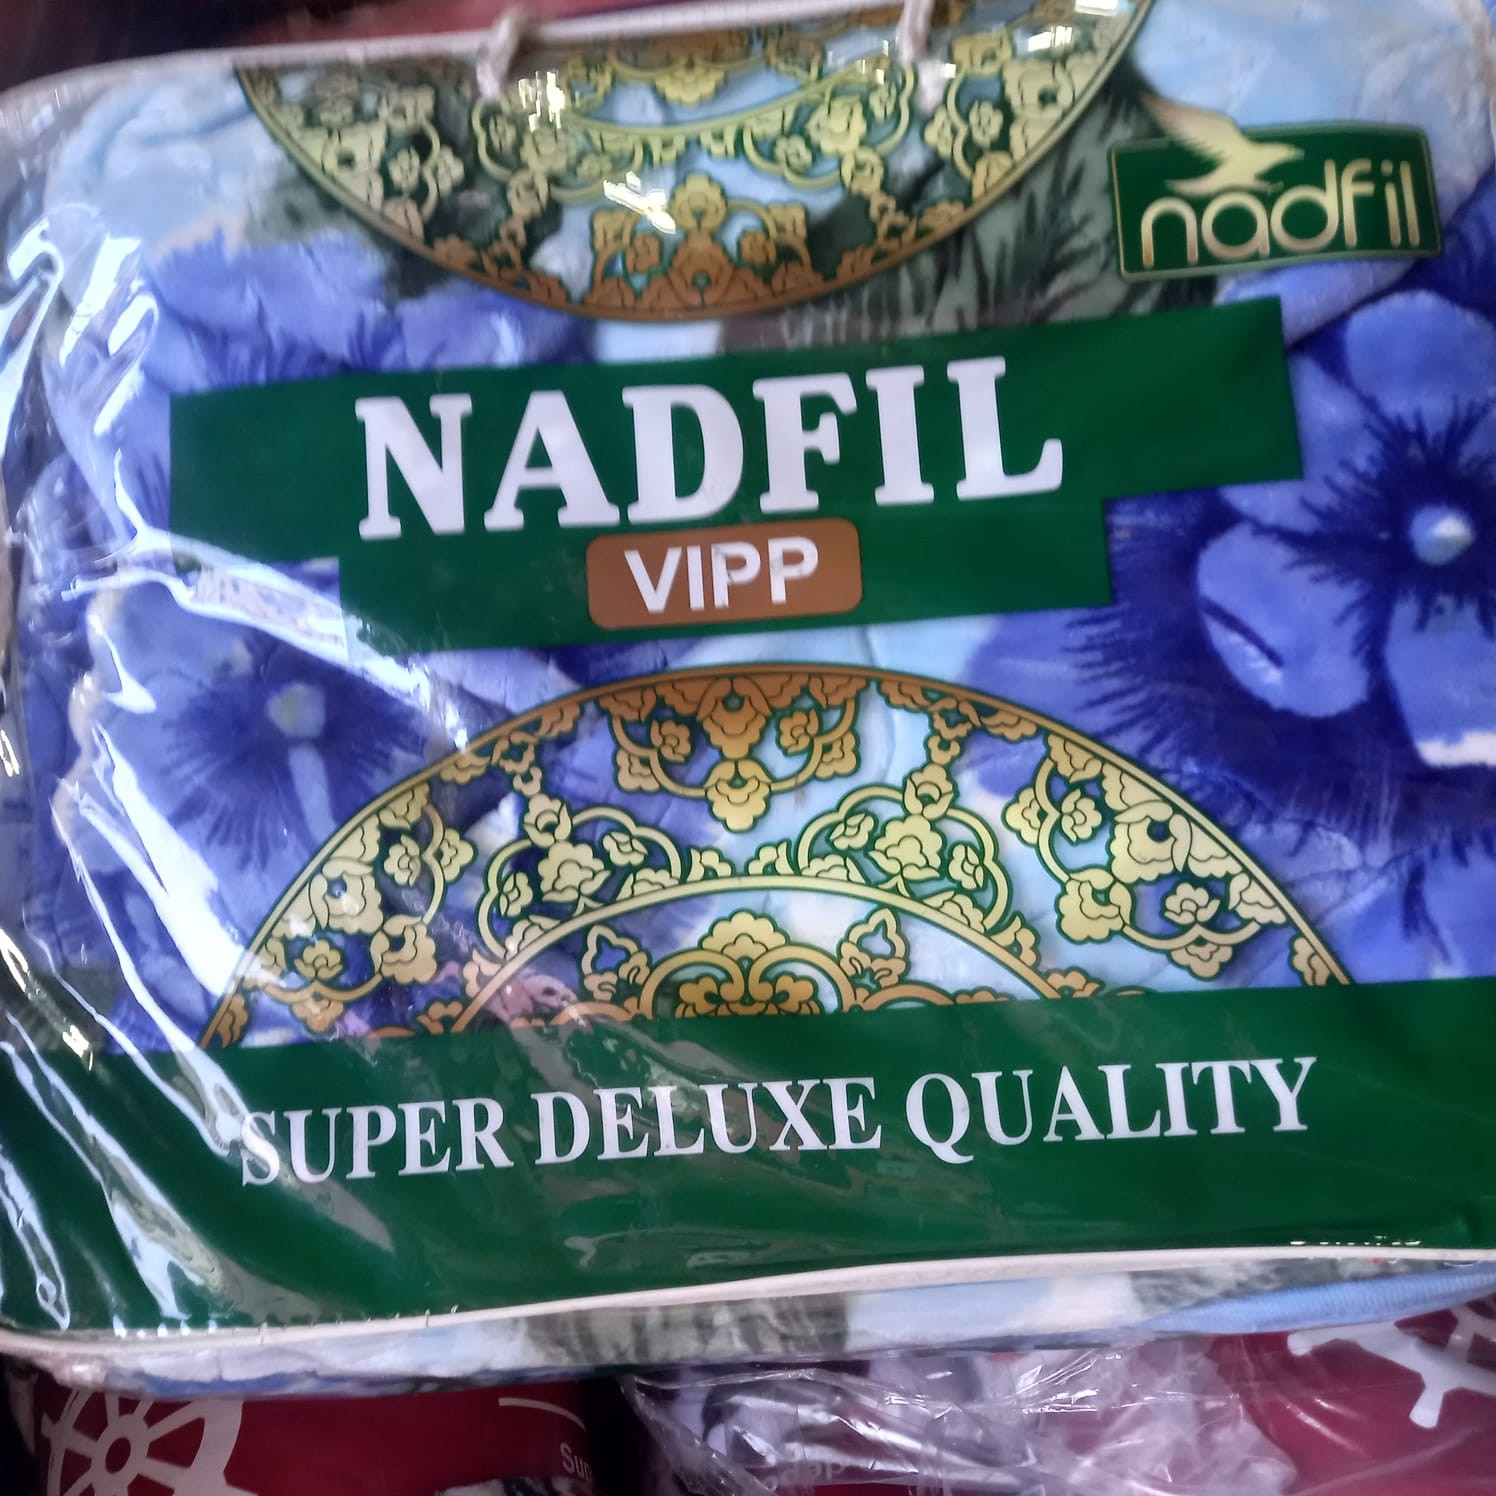 nadfil
NADFIL
VIPP
SUPER DELUXE QUALITY